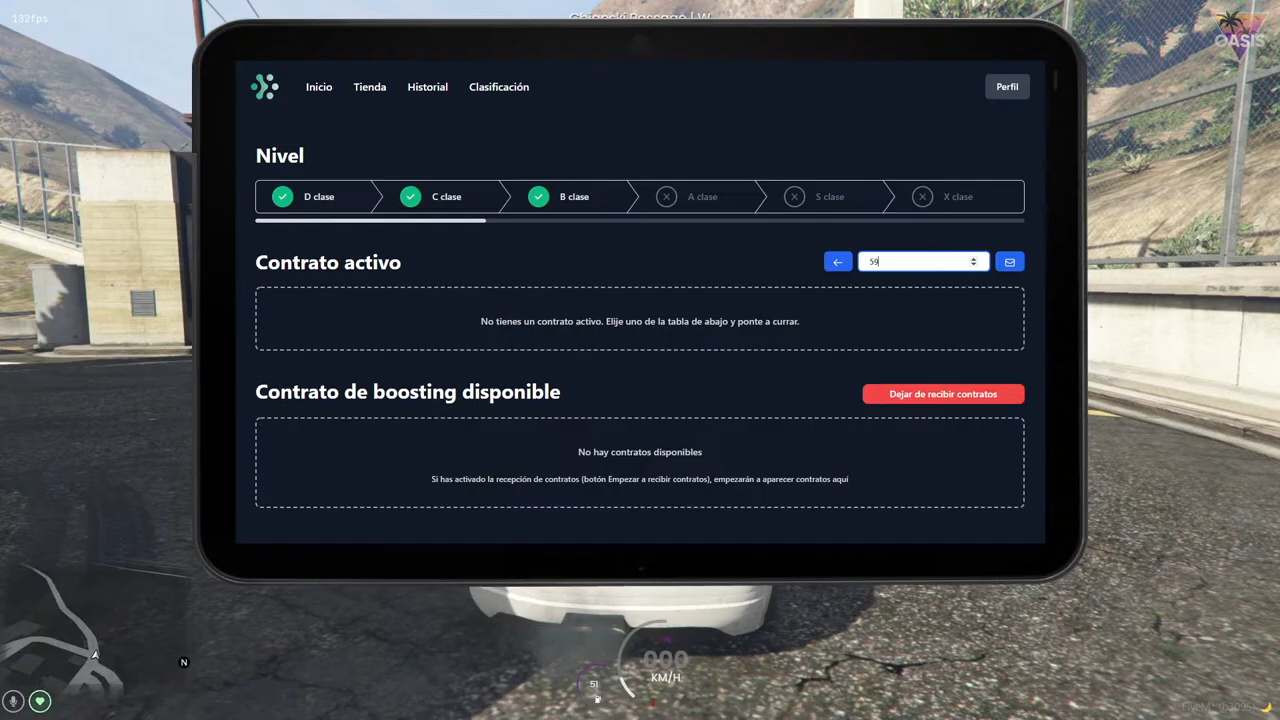 132fps
OASIS
Inicio
Tienda
Historial
Clasificación
Perfil
Nivel
D clase
C clase
B clase
A clase
S clase
X clase
Contrato activo
59
No tienes un contrato activo. Elije uno de la tabla de abajo y ponte a currar.
Contrato de boosting disponible
Dejar de recibir contratos
No hay contratos disponibles
Si has activado la recepción de contratos (botón Empezar a recibir contratos), empezarán a aparecer contratos aquí
N
51
000
KM/H